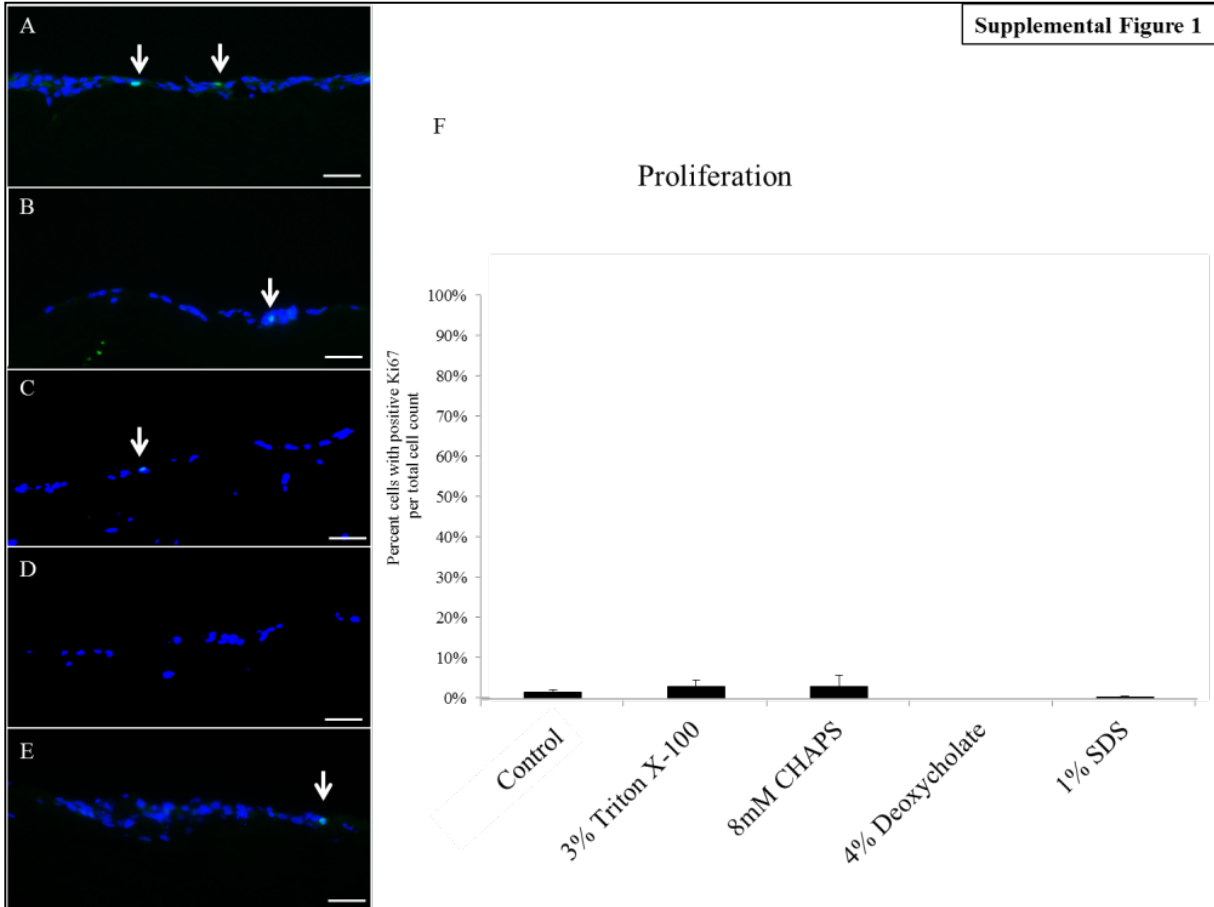 Supplemental Figure 1
A
B
C
D
E
F
Proliferation
Percent cells with positive Ki67
per total cell count
100%
90%
80%
70%
60%
50%
40%
30%
20%
10%
0%
Control
3% Triton X-100
8mM CHAPS
4% Deoxycholate
1% SDS